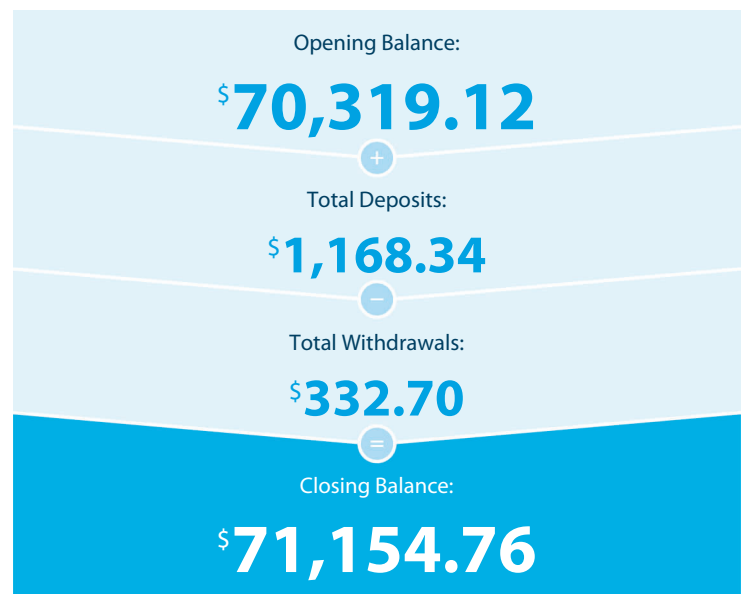 Opening Balance:
$70,319.12
+
Total Deposits:
$1,168.34
−
Total Withdrawals:
$332.70
=
Closing Balance:
$71,154.76